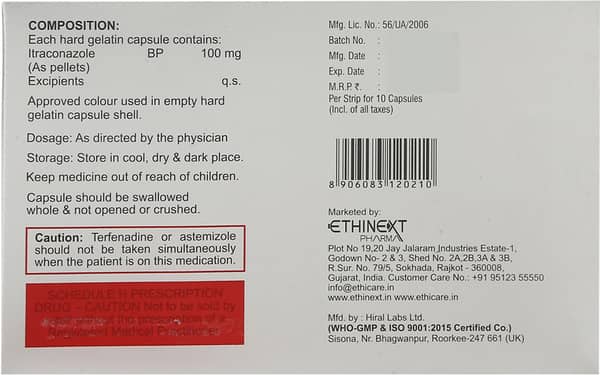 COMPOSITION:
Each hard gelatin capsule contains:
Itraconazole BP 100 mg
(As pellets)
Excipients q.s.
Approved colour used in empty hard
gelatin capsule shell.
Dosage: As directed by the physician
Storage: Store in cool, dry & dark place.
Keep medicine out of reach of children.
Capsule should be swallowed
whole & not opened or crushed.
Caution: Terfenadine or astemizole
should not be taken simultaneously
when the patient is on this medication.
SCHEDULE H PRESCRIPTION
DRUG - CAUTION Not to be sold by
retail without the prescription of a
Registered Medical Practitioner
Mfg. Lic. No.: 56/UA/2006
Batch No. :
Mfg. Date :
Exp. Date :
M.R.P. ₹. :
Per Strip for 10 Capsules
(Incl. of all taxes)
8 906083 120210
Marketed by:
ETHINEXT
PHARMA
Plot No 19,20 Jay Jalaram Industries Estate-1,
Godown No- 2 & 3, Shed No. 2A,2B,3A & 3B,
R.Sur. No. 79/5, Sokhada, Rajkot - 360008,
Gujarat, India. Customer Care No.: +91 95123 55550
info@ethicare.in
www.ethinext.in www.ethicare.in
Mfd. by : Hiral Labs Ltd.
(WHO-GMP & ISO 9001:2015 Certified Co.)
Sisona, Nr. Bhagwanpur, Roorkee-247 661 (UK)